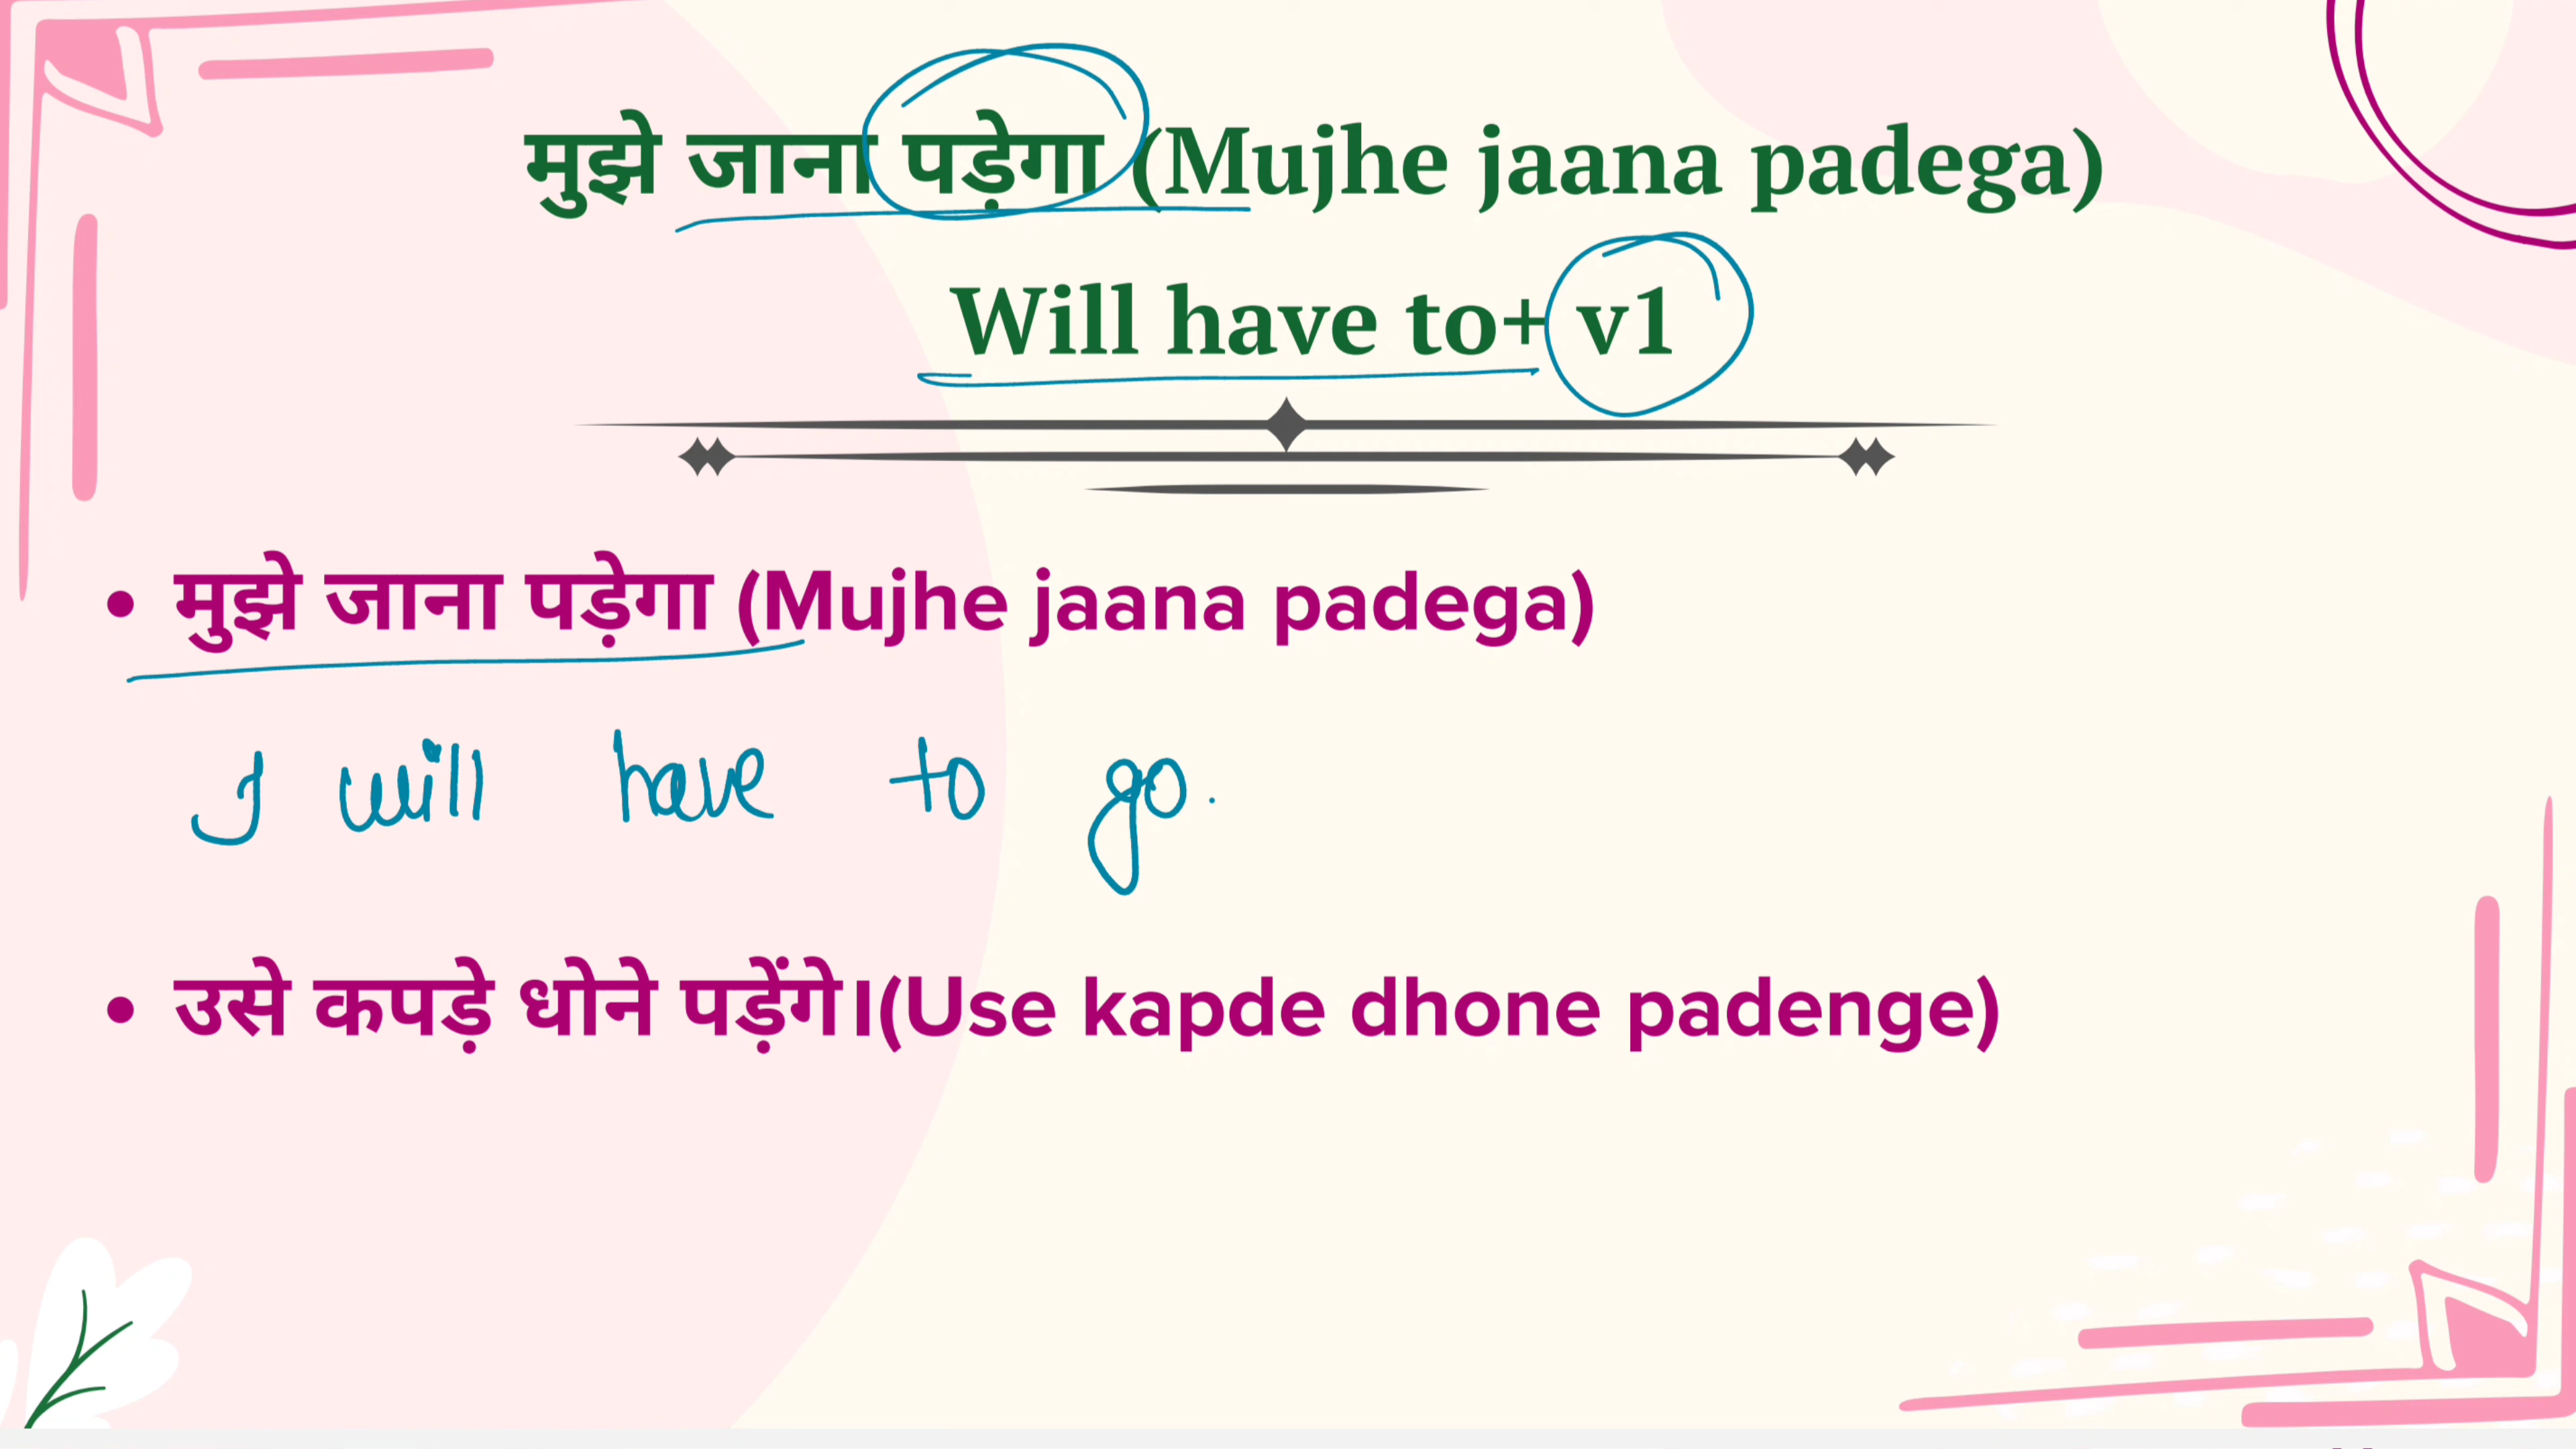 मुझे जाना पड़ेगा (Mujhe jaana padega)
Will have to+ v1
• मुझे जाना पड़ेगा (Mujhe jaana padega)
I will have to go.
• उसे कपड़े धोने पड़ेंगे।(Use kapde dhone padenge)